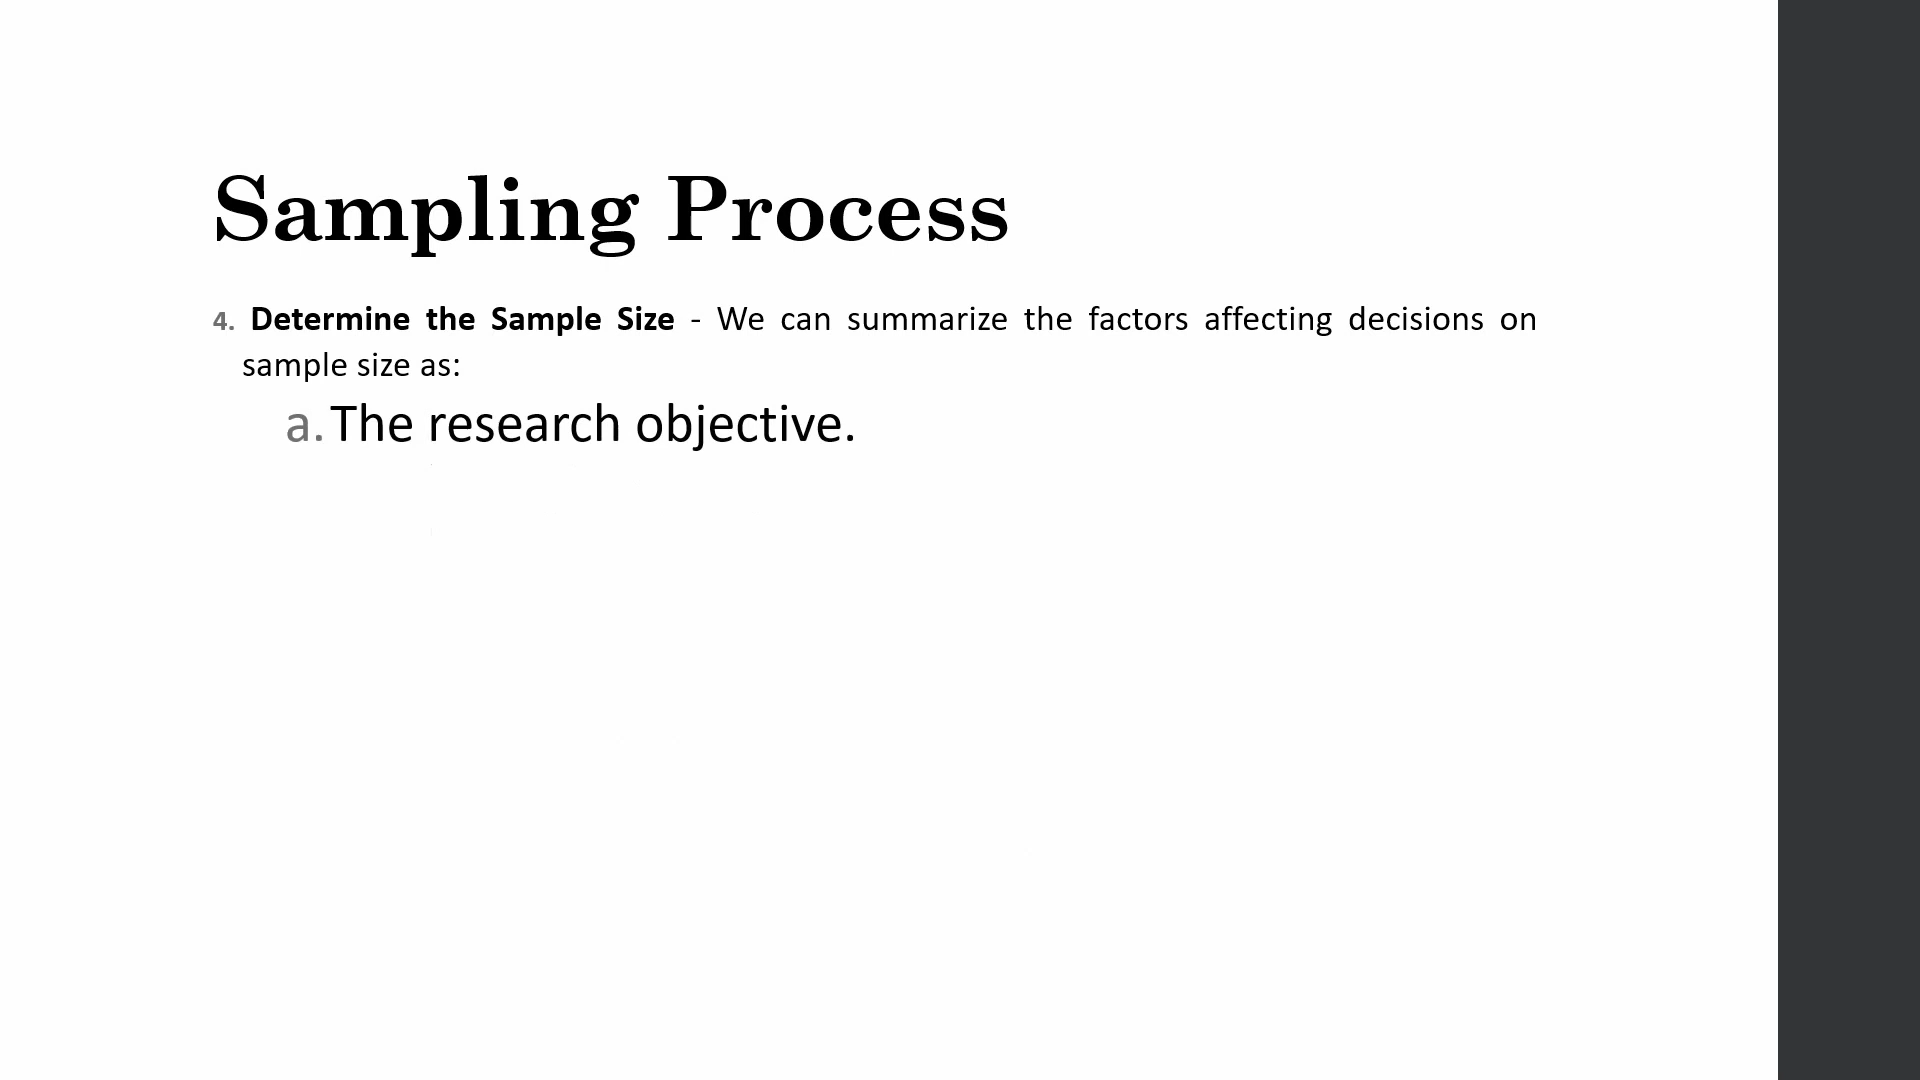 Sampling Process
4. Determine the Sample Size - We can summarize the factors affecting decisions on
sample size as:
a. The research objective.